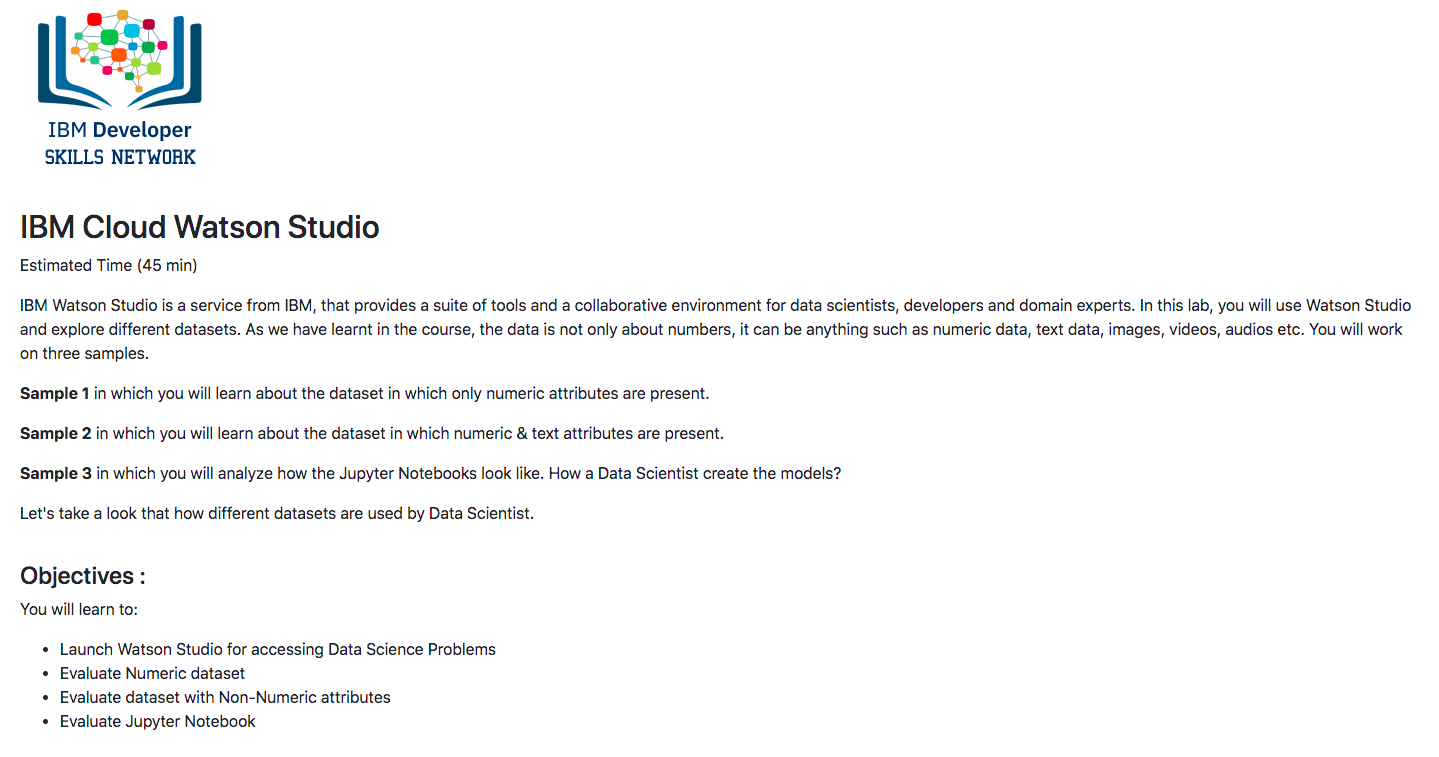 IBM Developer
SKILLS NETWORK
IBM Cloud Watson Studio
Estimated Time (45 min)
IBM Watson Studio is a service from IBM, that provides a suite of tools and a collaborative environment for data scientists, developers and domain experts. In this lab, you will use Watson Studio
and explore different datasets. As we have learnt in the course, the data is not only about numbers, it can be anything such as numeric data, text data, images, videos, audios etc. You will work
on three samples.
Sample 1 in which you will learn about the dataset in which only numeric attributes are present.
Sample 2 in which you will learn about the dataset in which numeric & text attributes are present.
Sample 3 in which you will analyze how the Jupyter Notebooks look like. How a Data Scientist create the models?
Let's take a look that how different datasets are used by Data Scientist.
Objectives :
You will learn to:
• Launch Watson Studio for accessing Data Science Problems
• Evaluate Numeric dataset
• Evaluate dataset with Non-Numeric attributes
• Evaluate Jupyter Notebook